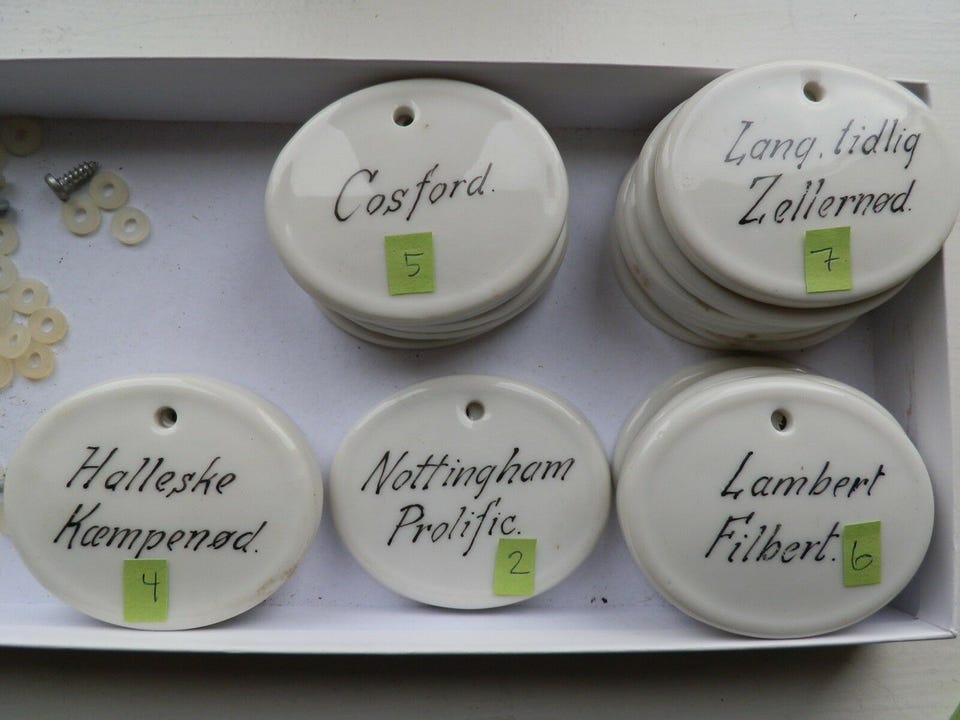 Cosford.
5
Lang, tidlig
Zellernød.
7
Halleske
Kæmpenød.
4
Nottingham
Prolific.
2
Lambert
Filbert.
6